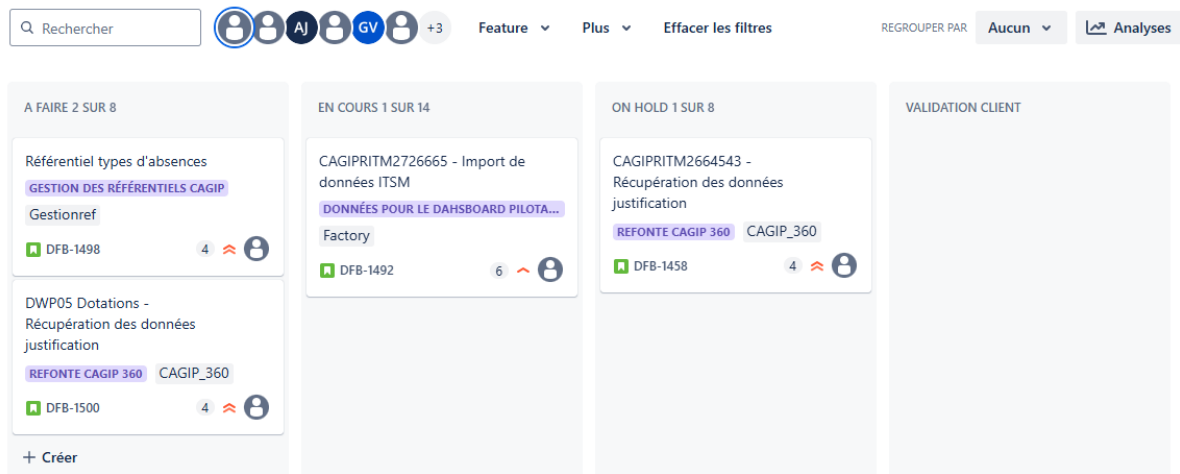 Rechercher
AJ
GV
+3
Feature
Plus
Effacer les filtres
REGROUPER PAR
Aucun
Analyses
A FAIRE 2 SUR 8
Référentiel types d'absences
GESTION DES RÉFÉRENTIELS CAGIP
Gestionref
DFB-1498
4
DWP05 Dotations -
Récupération des données
justification
REFONTE CAGIP 360
CAGIP_360
DFB-1500
4
+ Créer
EN COURS 1 SUR 14
CAGIPRITM2726665 - Import de
données ITSM
DONNÉES POUR LE DAHSBOARD PILOTA...
Factory
DFB-1492
6
ON HOLD 1 SUR 8
CAGIPRITM2664543 -
Récupération des données
justification
REFONTE CAGIP 360
CAGIP_360
DFB-1458
4
VALIDATION CLIENT